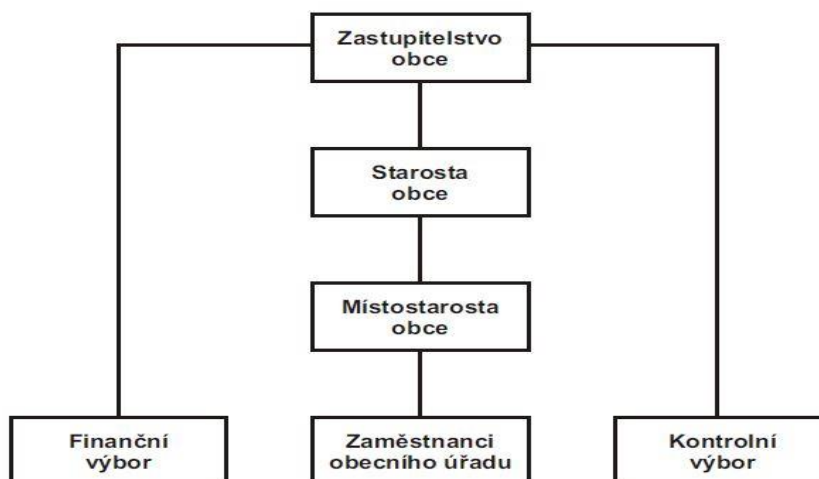 Zastupitelstvo
obce
Starosta
obce
Místostarosta
obce
Finanční
výbor
Zaměstnanci
obecního úřadu
Kontrolní
výbor